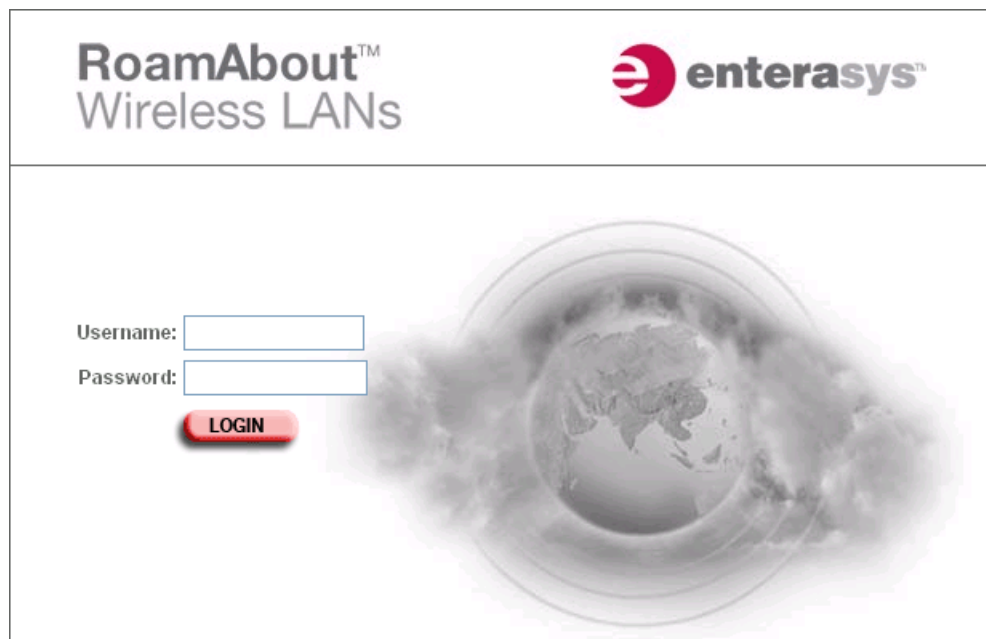 RoamAbout™
Wireless LANs
enterasys™
Username:
Password:
LOGIN